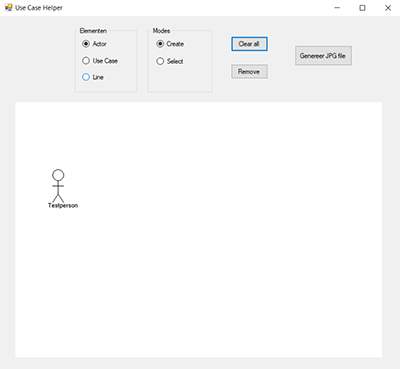 Use Case Helper
Elementen
Actor
Use Case
Line
Modes
Create
Select
Clear all
Remove
Genereer JPG file
Testperson